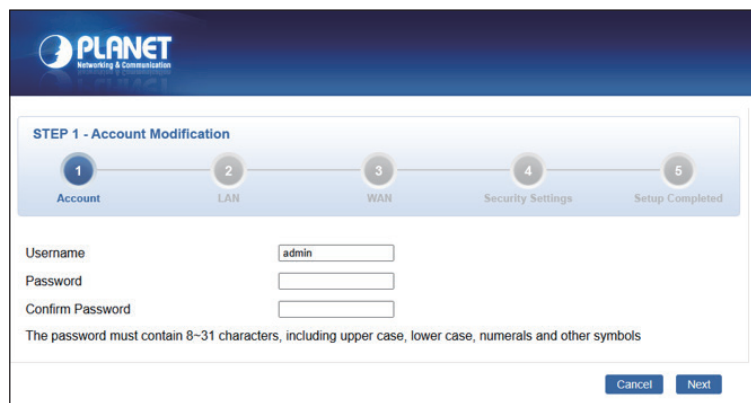 PLANET
Networking & Communication
STEP 1 - Account Modification
1 2 3 4 5
Account LAN WAN Security Settings Setup Completed
Username admin
Password
Confirm Password
The password must contain 8~31 characters, including upper case, lower case, numerals and other symbols
Cancel Next